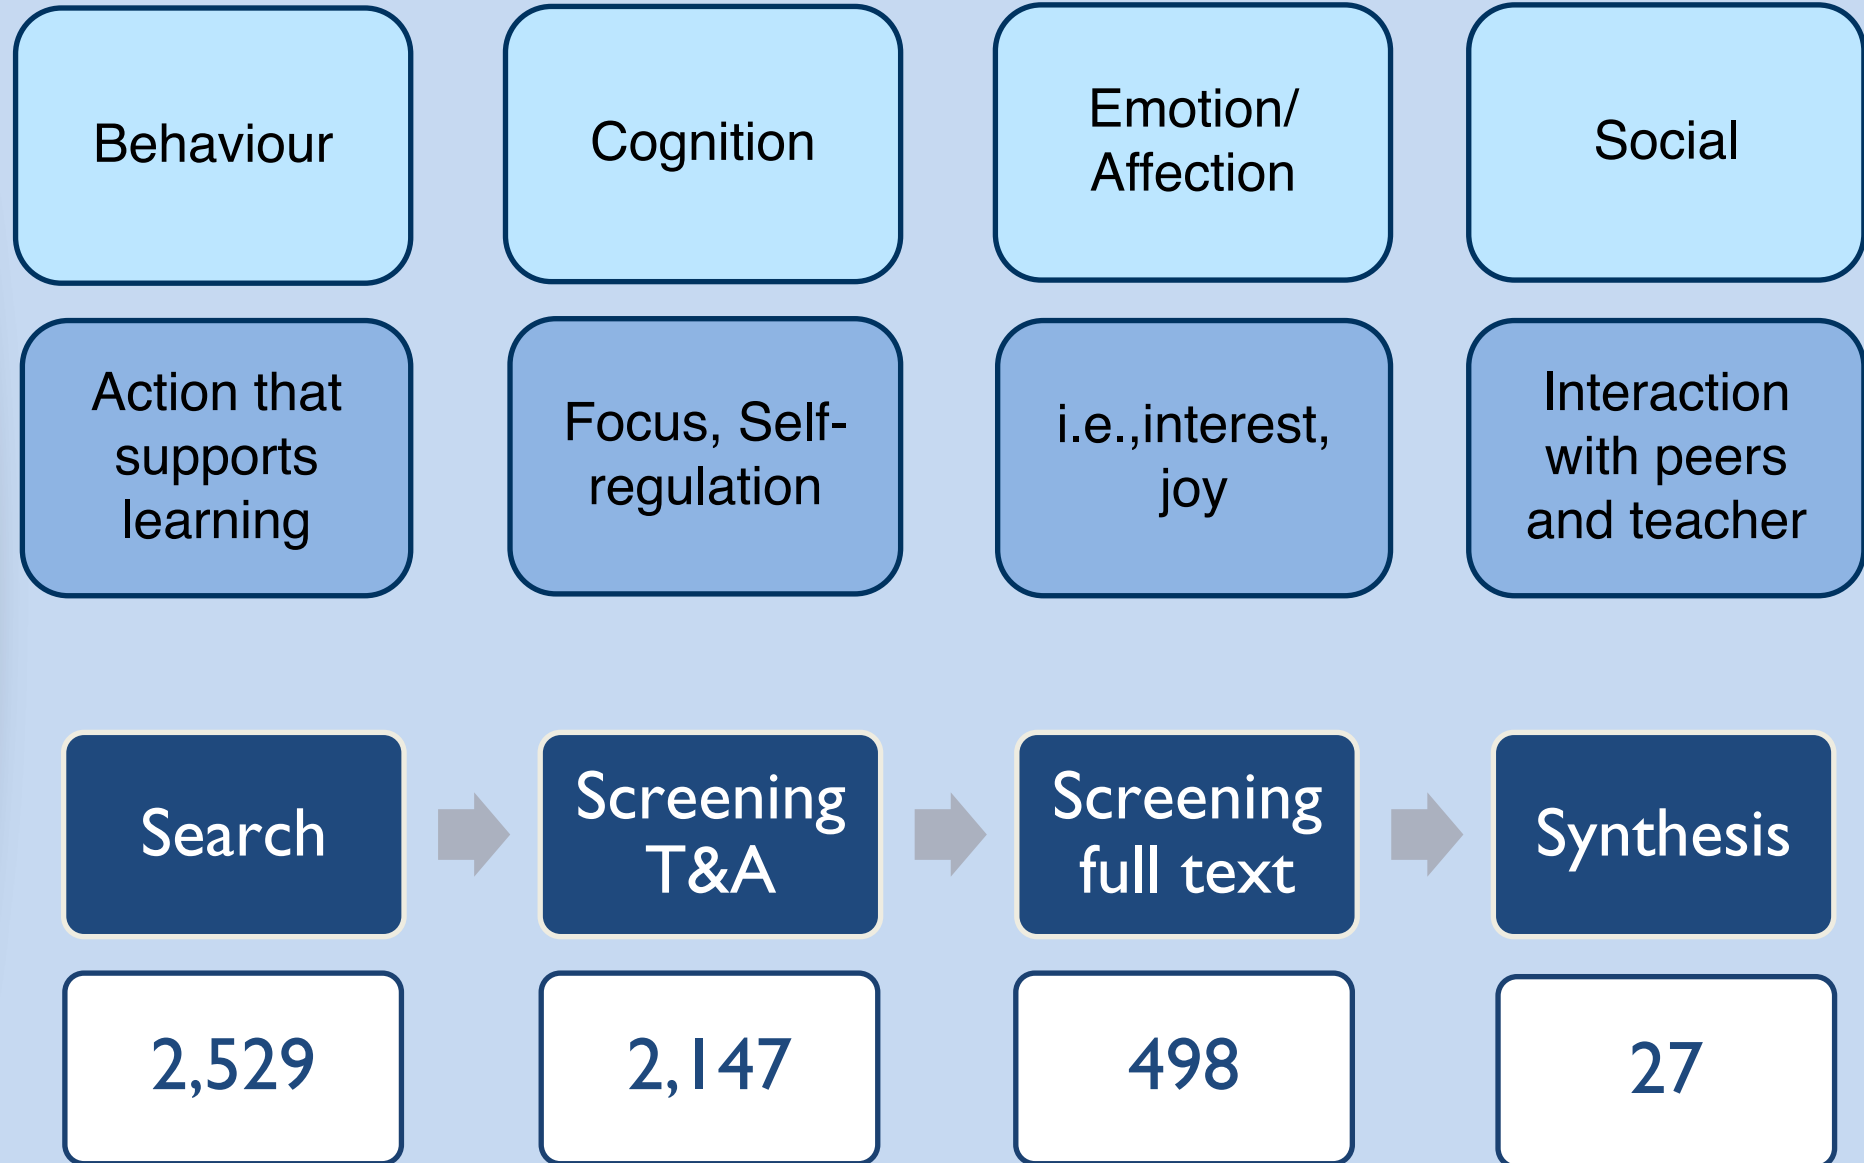 Behaviour
Cognition
Emotion/
Affection
Social
Action that
supports
learning
Focus, Self-
regulation
i.e.,interest,
joy
Interaction
with peers
and teacher
Search
Screening
T&A
Screening
full text
Synthesis
2,529
2,147
498
27